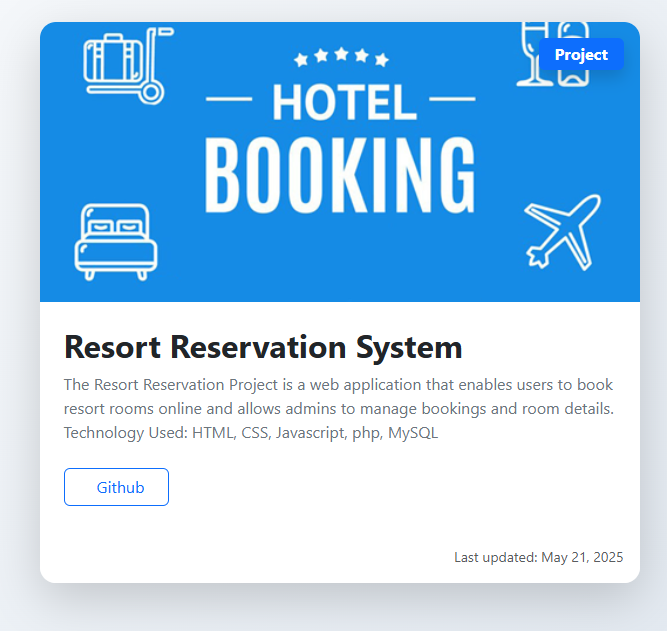 Project
HOTEL
BOOKING
Resort Reservation System
The Resort Reservation Project is a web application that enables users to book
resort rooms online and allows admins to manage bookings and room details.
Technology Used: HTML, CSS, Javascript, php, MySQL
Github
Last updated: May 21, 2025